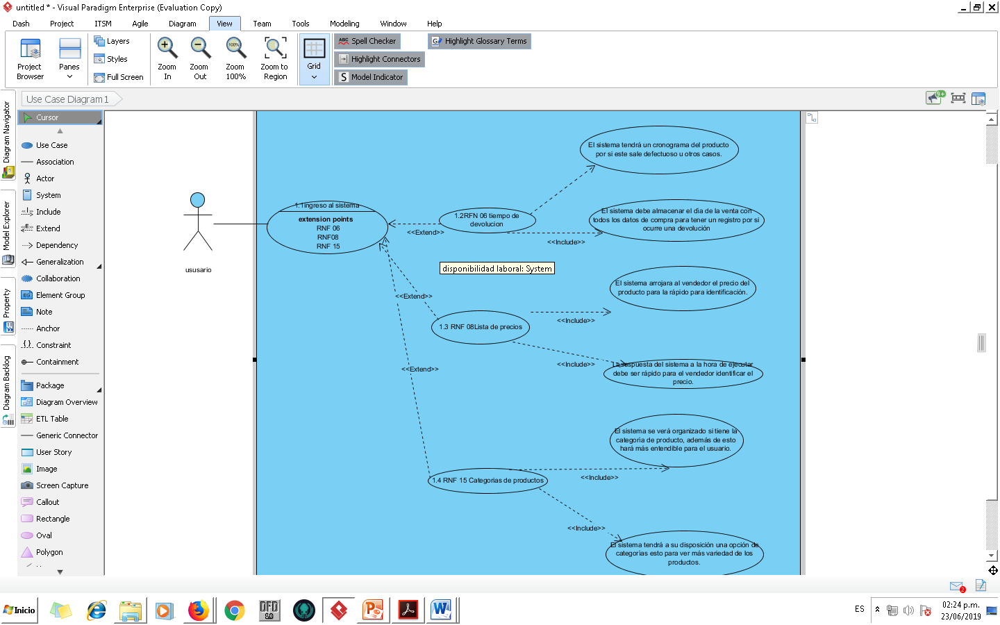 untitled * - Visual Paradigm Enterprise (Evaluation Copy)
Dash Project ITSM Agile Diagram View Team Tools Modeling Window Help
Project Browser
Panes
Layers
Styles
Full Screen
Zoom In
Zoom Out
100%
Zoom 100%
Zoom to Region
Grid
ABC Spell Checker
Highlight Connectors
S Model Indicator
G Highlight Glossary Terms
Use Case Diagram1
9+
Diagram Navigator
Model Explorer
Property
Diagram Backlog
Cursor
Use Case
Association
Actor
System
Include
Extend
Dependency
Generalization
Collaboration
EG Element Group
Note
Anchor
Constraint
Containment
Package
Diagram Overview
ETL Table
Generic Connector
User Story
Image
Screen Capture
Callout
Rectangle
Oval
Polygon
ususario
1.1ingreso al sistema
extension points
RNF 06
RNF08
RNF 15
El sistema tendrá un cronograma del producto
por si este sale defectuoso u otros casos.
1.2RFN 06 tiempo de
devolucion
<<Extend>>
<<Include>>
El sistema debe almacenar el dia de la venta con
todos los datos de compra para tener un registro por si
ocurre una devolución
disponibilidad laboral: System
El sistema arrojara al vendedor el precio del
producto para la rápido para identificación.
<<Extend>>
<<Include>>
1.3 RNF 08Lista de precios
<<Include>>
La respuesta del sistema a la hora de ejecutar
debe ser rápido para el vendedor identificar el
precio.
<<Extend>>
El sistema se verá organizado si tiene la
categoría de producto, además de esto
hará más entendible para el usuario.
1.4 RNF 15 Categorias de productos
<<Include>>
<<Include>>
El sistema tendrá a su disposición una opción de
categorías esto para ver más variedad de los
productos.
2
Inicio
DFD
1.0
ES
02:24 p.m.
23/06/2019